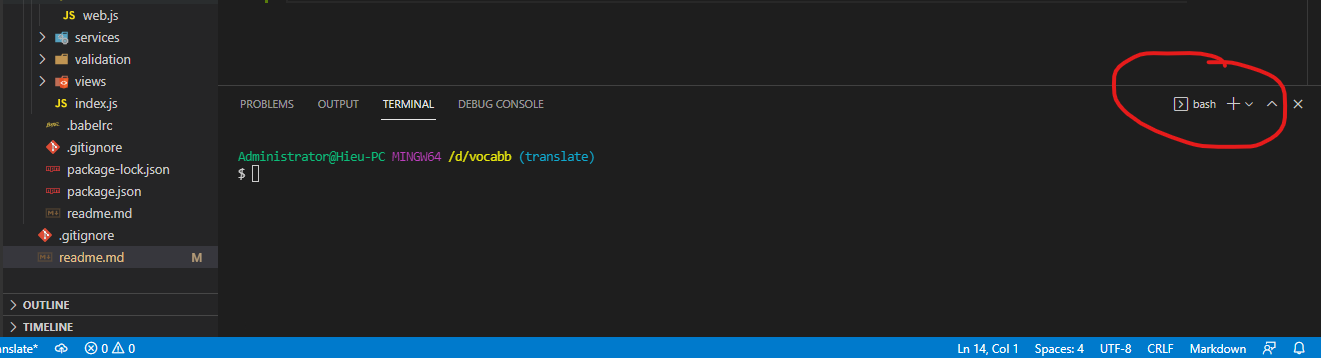 JS web.js
services
validation
views
JS index.js
.babelrc
.gitignore
package-lock.json
package.json
readme.md
.gitignore
readme.md M
OUTLINE
TIMELINE
PROBLEMS OUTPUT TERMINAL DEBUG CONSOLE
bash
Administrator@Hieu-PC MINGW64 /d/vocabb (translate)
$
anslate* 0 0 Ln 14, Col 1 Spaces: 4 UTF-8 CRLF Markdown